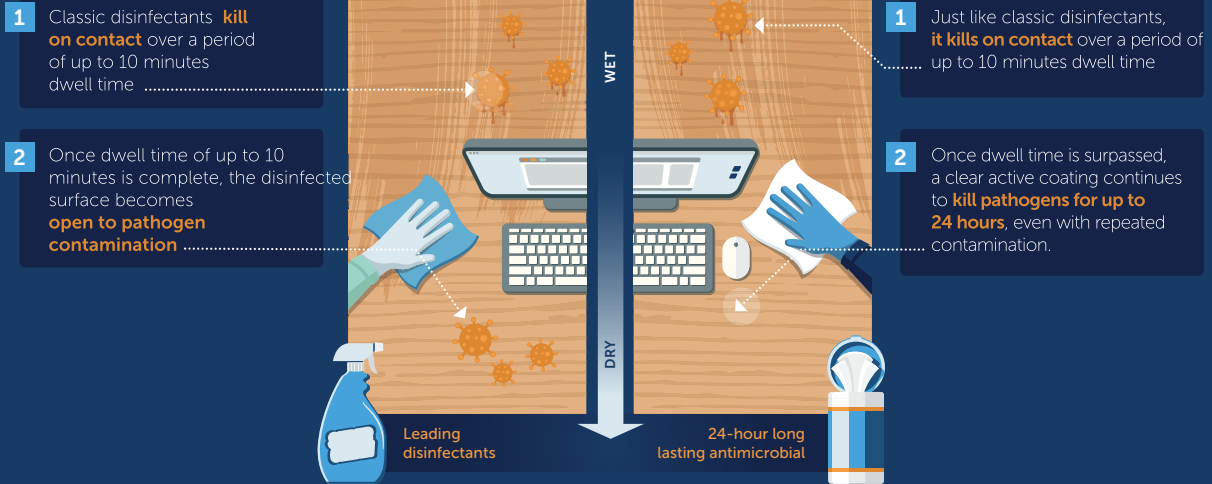 1
Classic disinfectants kill
on contact over a period
of up to 10 minutes
dwell time
2
Once dwell time of up to 10
minutes is complete, the disinfected
surface becomes
open to pathogen
contamination
WET
DRY
1
Just like classic disinfectants,
it kills on contact over a period of
up to 10 minutes dwell time
2
Once dwell time is surpassed,
a clear active coating continues
to kill pathogens for up to
24 hours, even with repeated
contamination.
Leading
disinfectants
24-hour long
lasting antimicrobial